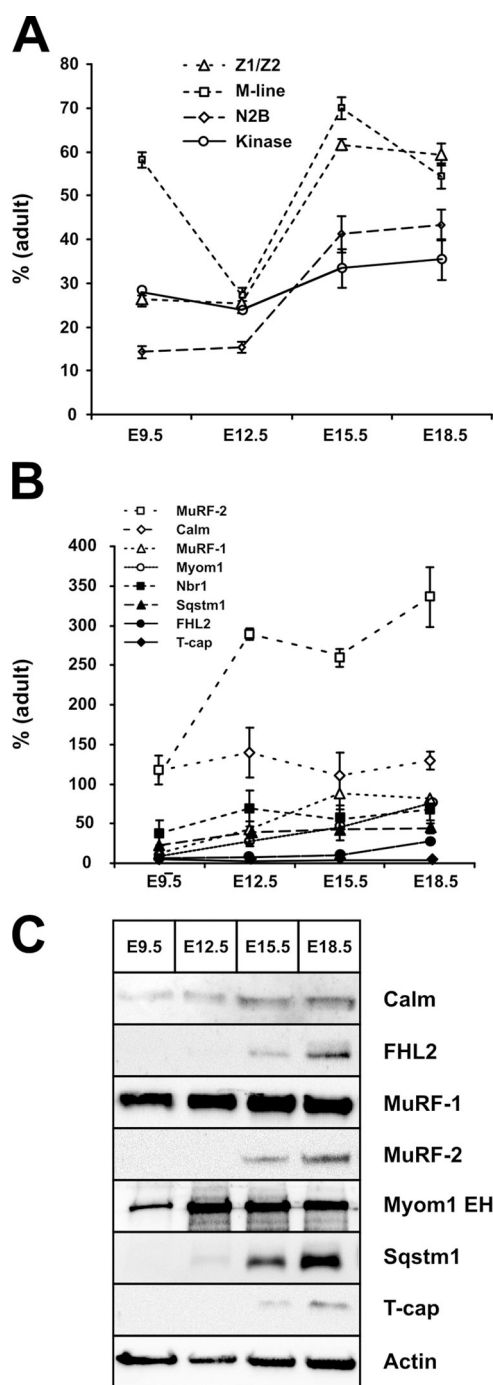 A
80
70
60
50
40
30
20
10
0
% (adult)
Z1/Z2
M-line
N2B
Kinase
E9.5 E12.5 E15.5 E18.5
B
MuRF-2
Calm
MuRF-1
Myom1
Nbr1
Sqstm1
FHL2
T-cap
400
350
300
250
200
150
100
50
0
% (adult)
E9.5 E12.5 E15.5 E18.5
C
E9.5 E12.5 E15.5 E18.5
Calm
FHL2
MuRF-1
MuRF-2
Myom1 EH
Sqstm1
T-cap
Actin